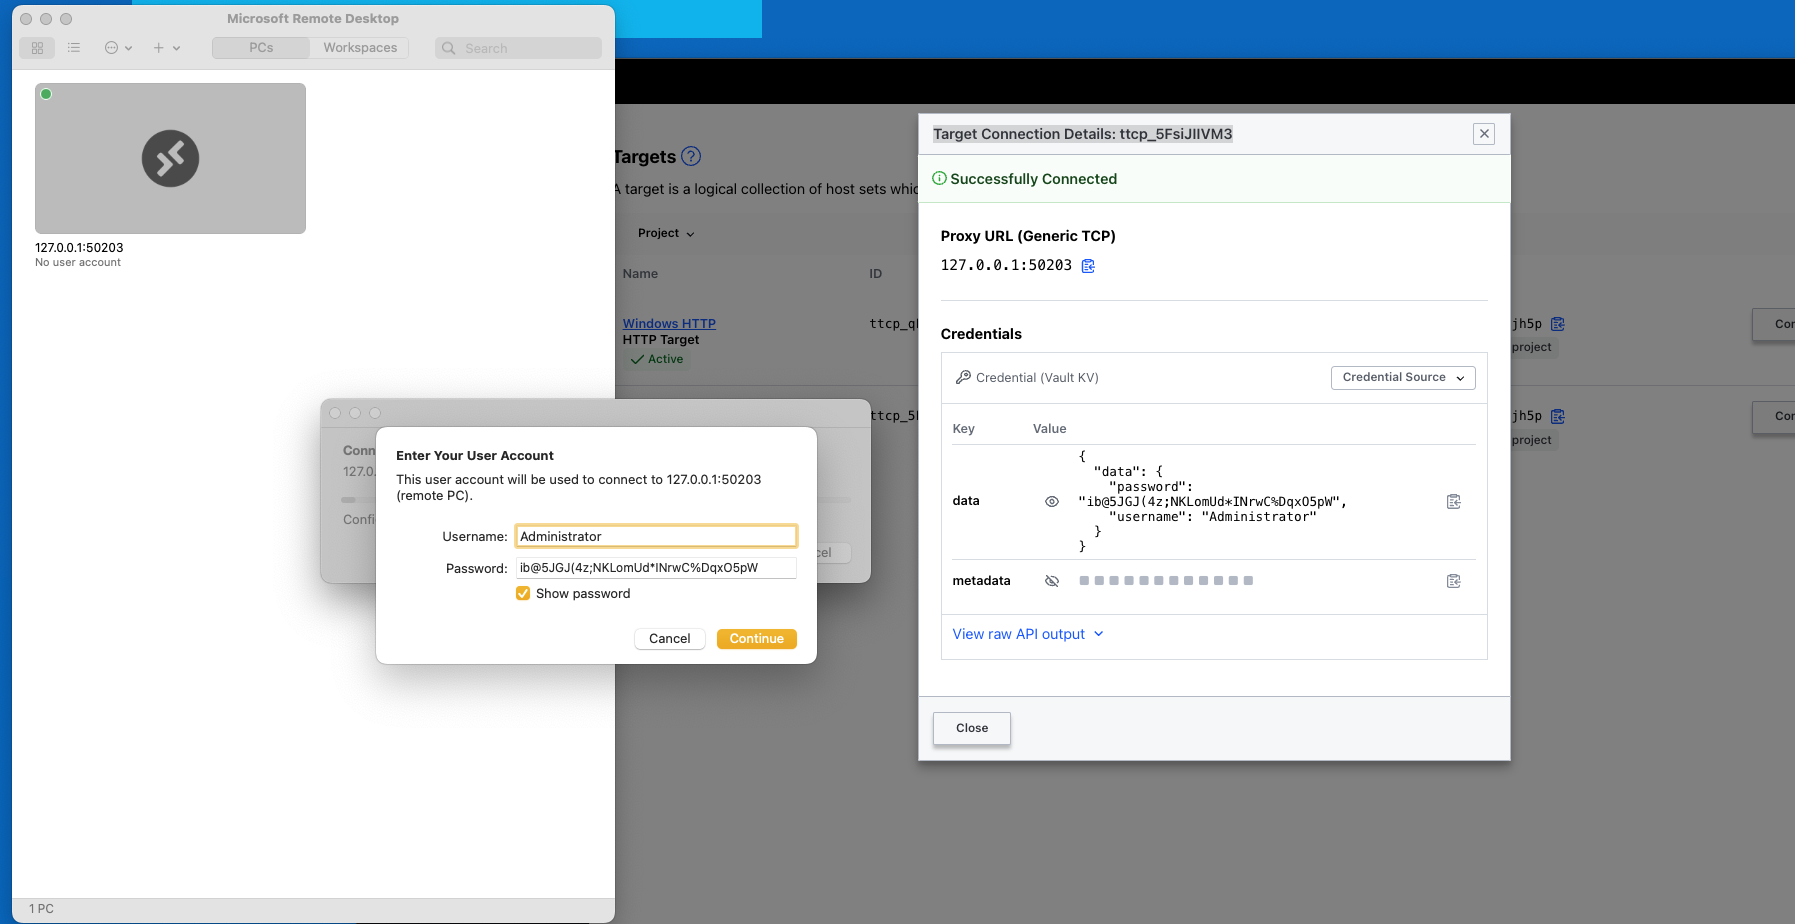 Microsoft Remote Desktop
PCs
Workspaces
Search
127.0.0.1:50203
No user account
1 PC
Conn
127.0.
Confi
cel
Enter Your User Account
This user account will be used to connect to 127.0.0.1:50203
(remote PC).
Username: Administrator
Password: ib@5JGJ(4z;NKLomUd*INrwC%DqxO5pW
Show password
Cancel
Continue
Targets
A target is a logical collection of host sets whic
Project
Name
ID
Windows HTTP
HTTP Target
Active
jh5p
project
Con
jh5p
project
Con
Target Connection Details: ttcp_5FsiJIIVM3
Successfully Connected
Proxy URL (Generic TCP)
127.0.0.1:50203
Credentials
Credential (Vault KV)
Credential Source
Key Value
data
{
"data": {
"password":
"ib@5JGJ(4z;NKLomUd*INrwC%DqxO5pW",
"username": "Administrator"
}
}
metadata
View raw API output
Close